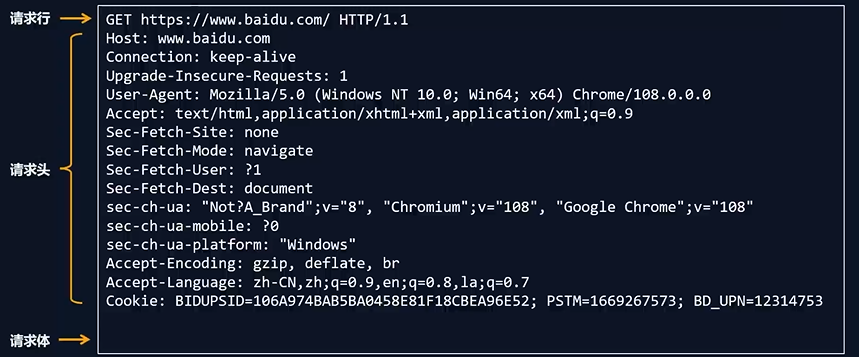 请求行
GET https://www.baidu.com/ HTTP/1.1
Host: www.baidu.com
Connection: keep-alive
Upgrade-Insecure-Requests: 1
User-Agent: Mozilla/5.0 (Windows NT 10.0; Win64; x64) Chrome/108.0.0.0
Accept: text/html,application/xhtml+xml,application/xml;q=0.9
Sec-Fetch-Site: none
Sec-Fetch-Mode: navigate
请求头
Sec-Fetch-User: ?1
Sec-Fetch-Dest: document
sec-ch-ua: "Not?A_Brand";v="8", "Chromium";v="108", "Google Chrome";v="108"
sec-ch-ua-mobile: ?0
sec-ch-ua-platform: "Windows"
Accept-Encoding: gzip, deflate, br
Accept-Language: zh-CN,zh;q=0.9,en;q=0.8,la;q=0.7
Cookie: BIDUPSID=106A974BAB5BA0458E81F18CBEA96E52; PSTM=1669267573; BD_UPN=12314753
请求体